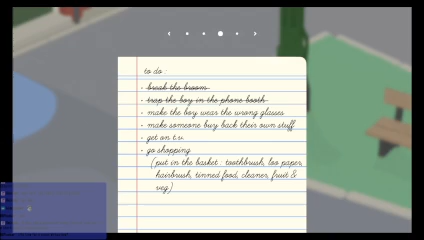 to do:
- break the broom
- trap the boy in the phone booth
- make the boy wear the wrong glasses
- make someone buy back their own stuff
- get on t.v.
- go shopping
(put in the basket: toothbrush, loo paper,
hairbrush, tinned food, cleaner, fruit &
veg)